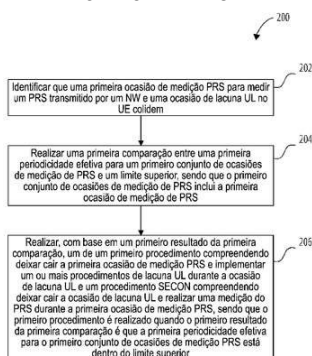 200
202
Identificar que uma primeira ocasião de medição PRS para medir
um PRS transmitido por um NW e uma ocasião de lacuna UL no
UE colidem
204
Realizar uma comparação entre uma primeira
periodicidade efetiva para um primeiro conjunto de ocasiões
de medição de PRS e um limite superior, sendo que o primeiro
conjunto de ocasiões de medição de PRS inclui a primeira
ocasião de medição de PRS
206
Realizar, com base em um primeiro resultado da primeira
comparação, um de um primeiro procedimento compreendendo
deixar cair a primeira ocasião de medição PRS e implementar
um ou mais procedimentos de lacuna UL durante a ocasião
de lacuna UL e um procedimento SECON compreendendo
deixar cair a ocasião de lacuna UL e realizar uma medição do
PRS durante a primeira ocasião de medição PRS, sendo que o
primeiro procedimento é realizado quando o primeiro resultado
da primeira comparação é que a primeira periodicidade efetiva
para o primeiro conjunto de ocasiões de medição PRS está
dentro do limite superior